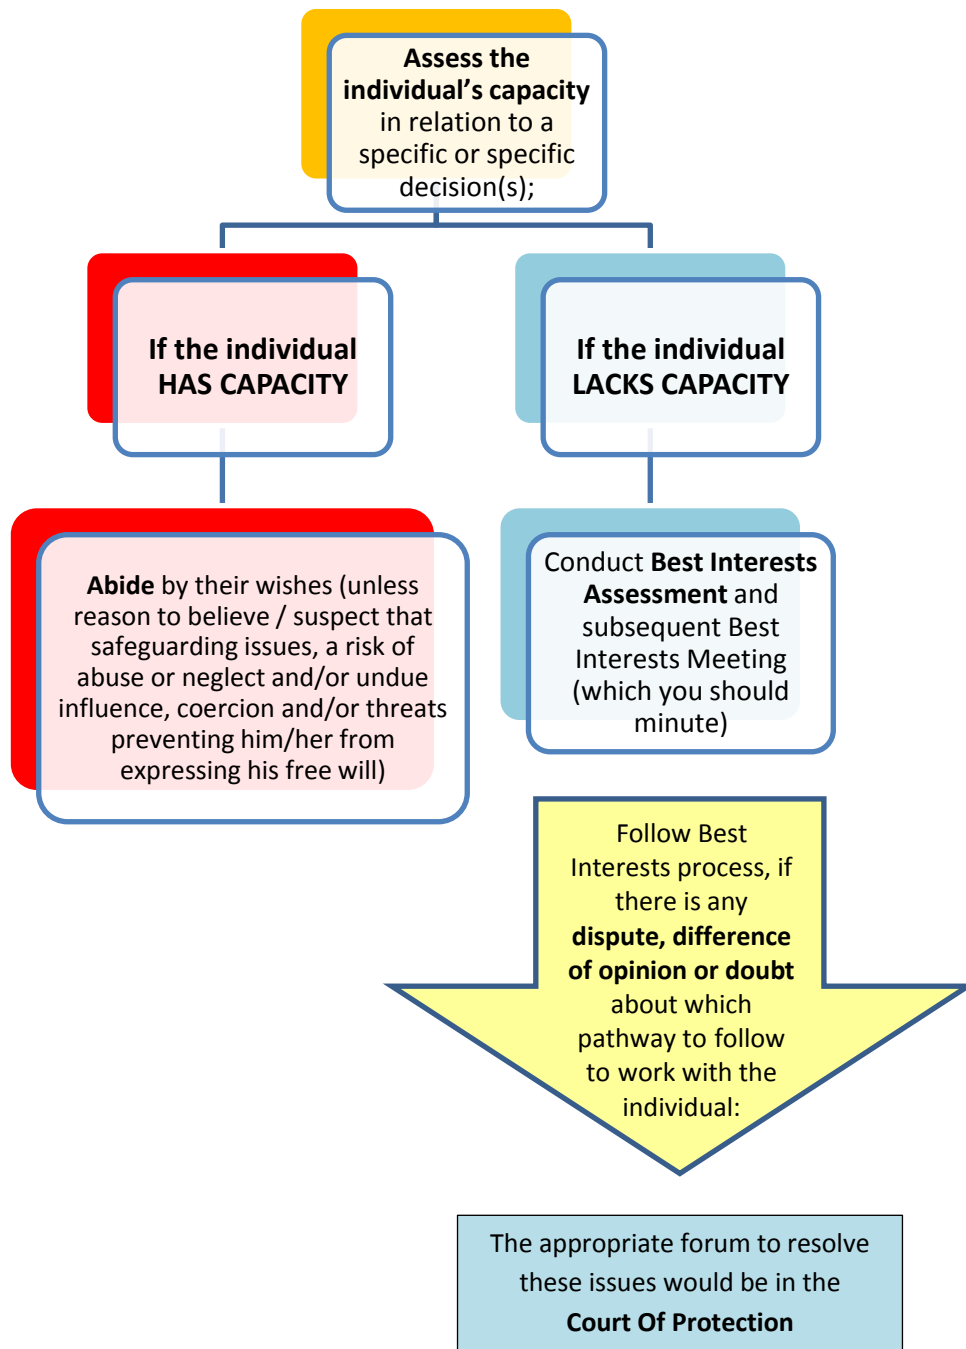 Assess the
individual’s capacity
in relation to a
specific or specific
decision(s);
If the individual
HAS CAPACITY
If the individual
LACKS CAPACITY
Abide by their wishes (unless
reason to believe / suspect that
safeguarding issues, a risk of
abuse or neglect and/or undue
influence, coercion and/or threats
preventing him/her from
expressing his free will)
Conduct Best Interests
Assessment and
subsequent Best
Interests Meeting
(which you should
minute)
Follow Best
Interests process, if
there is any
dispute, difference
of opinion or doubt
about which
pathway to follow
to work with the
individual:
The appropriate forum to resolve
these issues would be in the
Court Of Protection